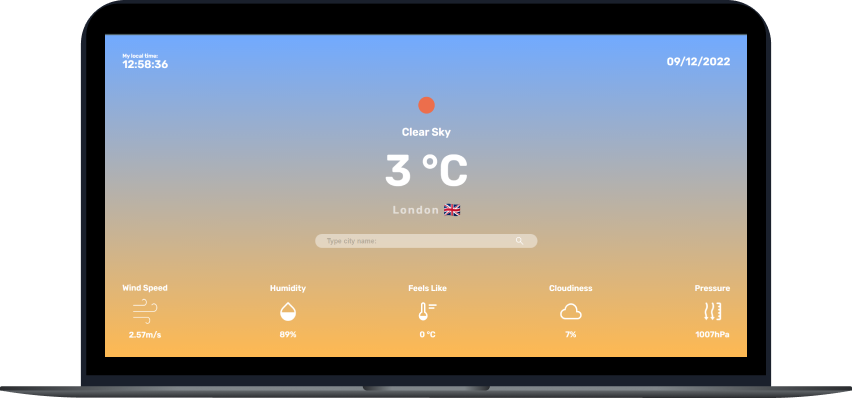 My local time:
12:58:36
09/12/2022
Clear Sky
3 °C
London
Type city name:
Wind Speed
Humidity
Feels Like
Cloudiness
Pressure
2.57m/s
89%
0 °C
7%
1007hPa